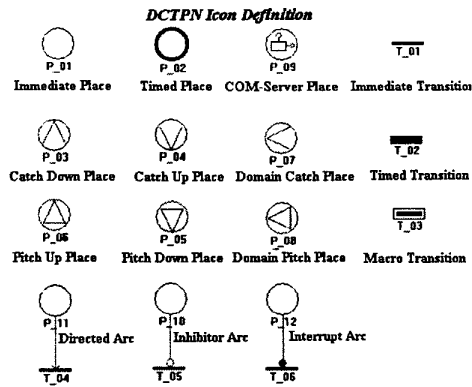 DCTPN Icon Definition
P_01 P_02 P_09 T_01
Immediate Place Timed Place COM-Server Place Immediate Transition
P_03 P_04 P_07 T_02
Catch Down Place Catch Up Place Domain Catch Place Timed Transition
P_06 P_05 P_08 T_03
Pitch Up Place Pitch Down Place Domain Pitch Place Macro Transition
P_11 P_10 P_12
Directed Arc Inhibitor Arc Interrupt Arc
T_04 T_05 T_06